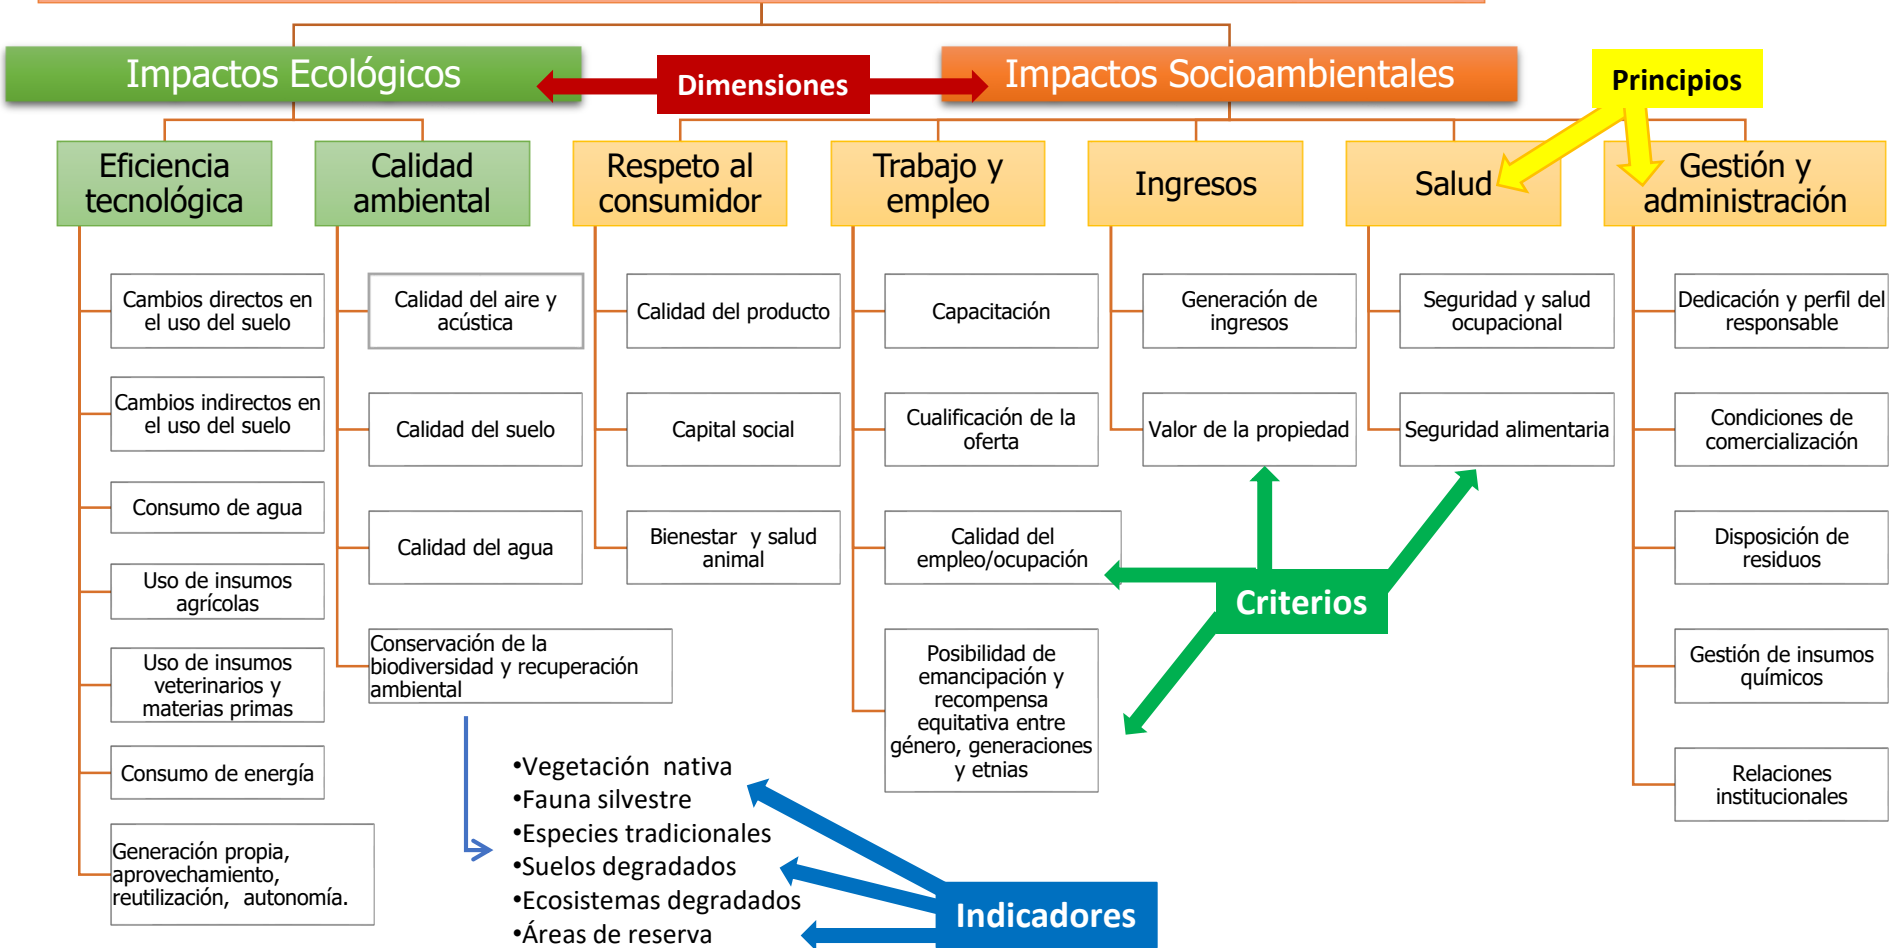 Impactos Ecológicos
Dimensiones
Impactos Socioambientales
Principios
Eficiencia
tecnológica
Calidad
ambiental
Respeto al
consumidor
Trabajo y
empleo
Ingresos
Salud
Gestión y
administración
Cambios directos en
el uso del suelo
Cambios indirectos en
el uso del suelo
Consumo de agua
Uso de insumos
agrícolas
Uso de insumos
veterinarios y
materias primas
Consumo de energía
Generación propia,
aprovechamiento,
reutilización, autonomía.
Calidad del aire y
acústica
Calidad del suelo
Calidad del agua
Conservación de la
biodiversidad y recuperación
ambiental
•Vegetación nativa
•Fauna silvestre
•Especies tradicionales
•Suelos degradados
•Ecosistemas degradados
•Áreas de reserva
Indicadores
Calidad del producto
Capital social
Bienestar y salud
animal
Capacitación
Cualificación de la
oferta
Calidad del
empleo/ocupación
Posibilidad de
emancipación y
recompensa
equitativa entre
género, generaciones
y etnias
Generación de
ingresos
Valor de la propiedad
Criterios
Seguridad y salud
ocupacional
Seguridad alimentaria
Dedicación y perfil del
responsable
Condiciones de
comercialización
Disposición de
residuos
Gestión de insumos
químicos
Relaciones
institucionales